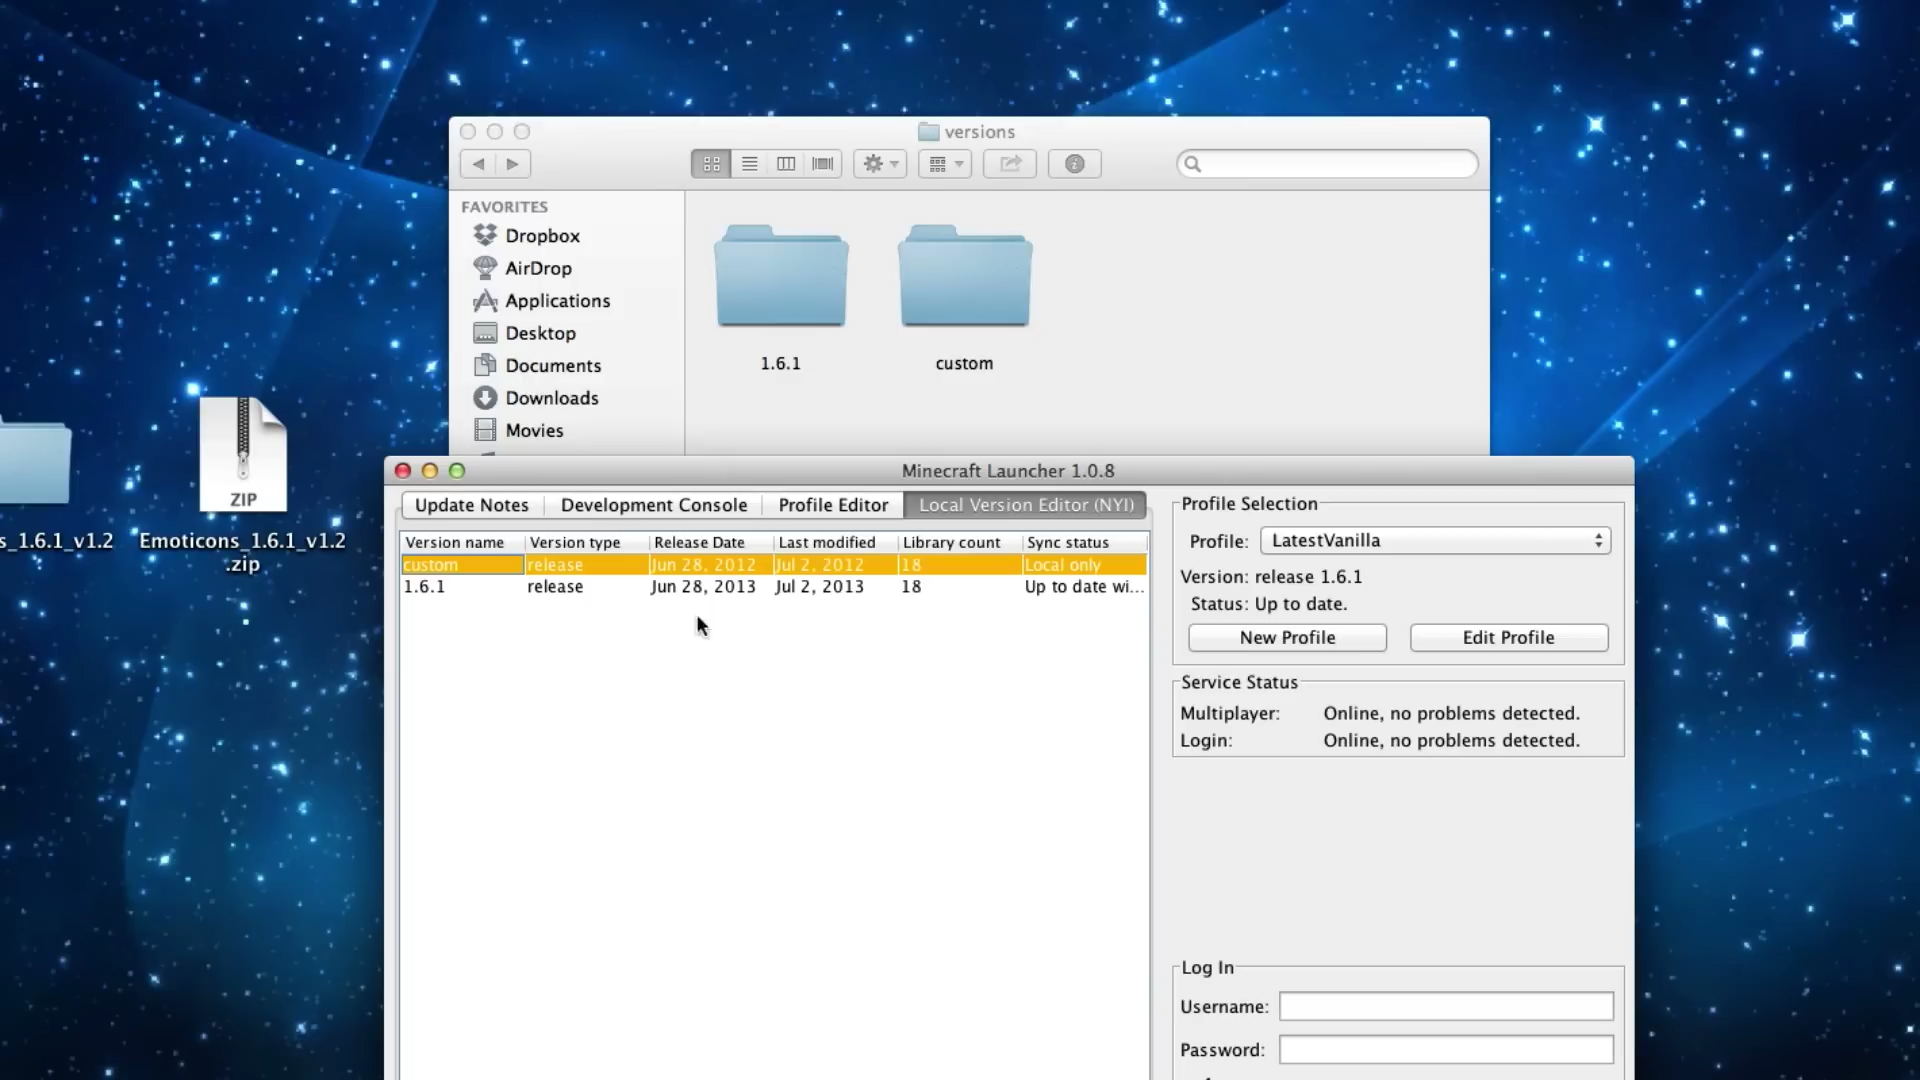 versions
FAVORITES
Dropbox
AirDrop
Applications
Desktop
Documents
Downloads
Movies
1.6.1
custom
ZIP
s_1.6.1_v1.2
Emoticons_1.6.1_v1.2
.zip
Minecraft Launcher 1.0.8
Update Notes Development Console Profile Editor Local Version Editor (NYI)
Version name Version type Release Date Last modified Library count Sync status
custom release Jun 28, 2012 Jul 2, 2012 18 Local only
1.6.1 release Jun 28, 2013 Jul 2, 2013 18 Up to date wi...
Profile Selection
Profile: LatestVanilla
Version: release 1.6.1
Status: Up to date.
New Profile Edit Profile
Service Status
Multiplayer: Online, no problems detected.
Login: Online, no problems detected.
Log In
Username:
Password: